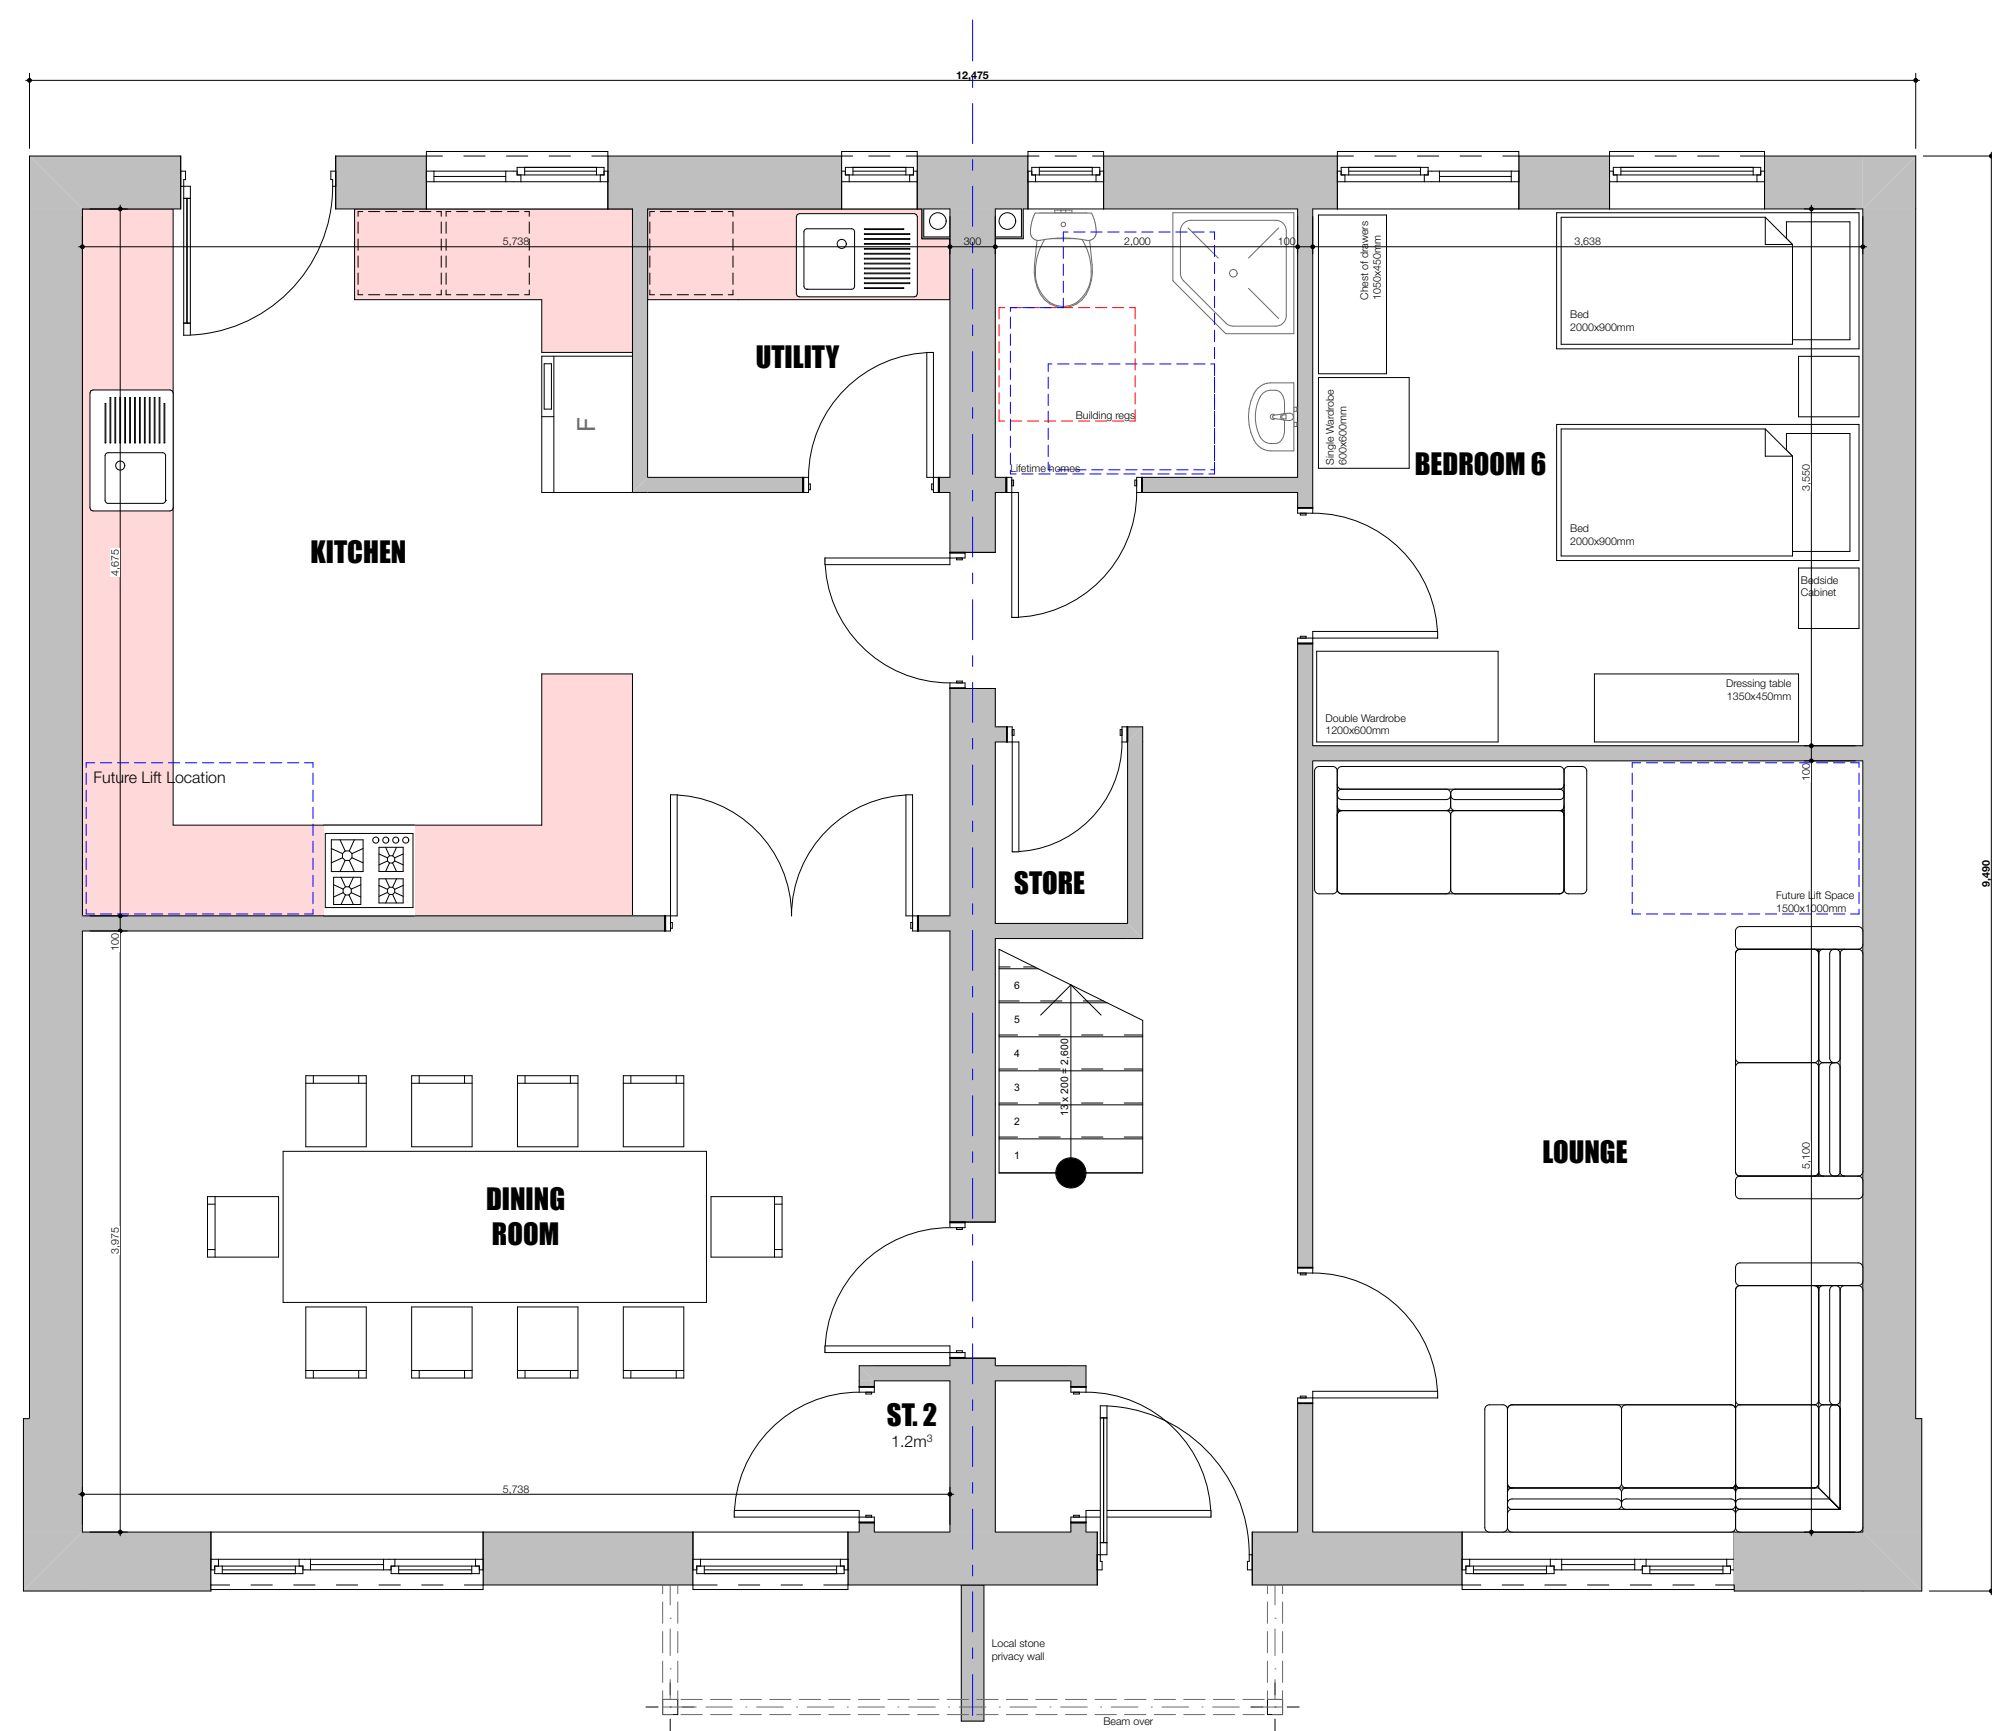 12,475
5,738
300
2,000
100
3,638
Chest of drawers
1050x450mm
Bed
2000x900mm
UTILITY
F
Building regs
Single Wardrobe
600x600mm
BEDROOM 6
3,550
Lifetime homes
KITCHEN
4,675
Bed
2000x900mm
Bedside
Cabinet
Dressing table
1350x450mm
Double Wardrobe
1200x600mm
Future Lift Location
100
STORE
Future Lift Space
1500x1000mm
9,490
100
6
5
4
3
2
1
13 x 200 = 2,600
LOUNGE
5,100
DINING
ROOM
3,975
ST. 2
1.2m³
5,738
Local stone
privacy wall
Beam over